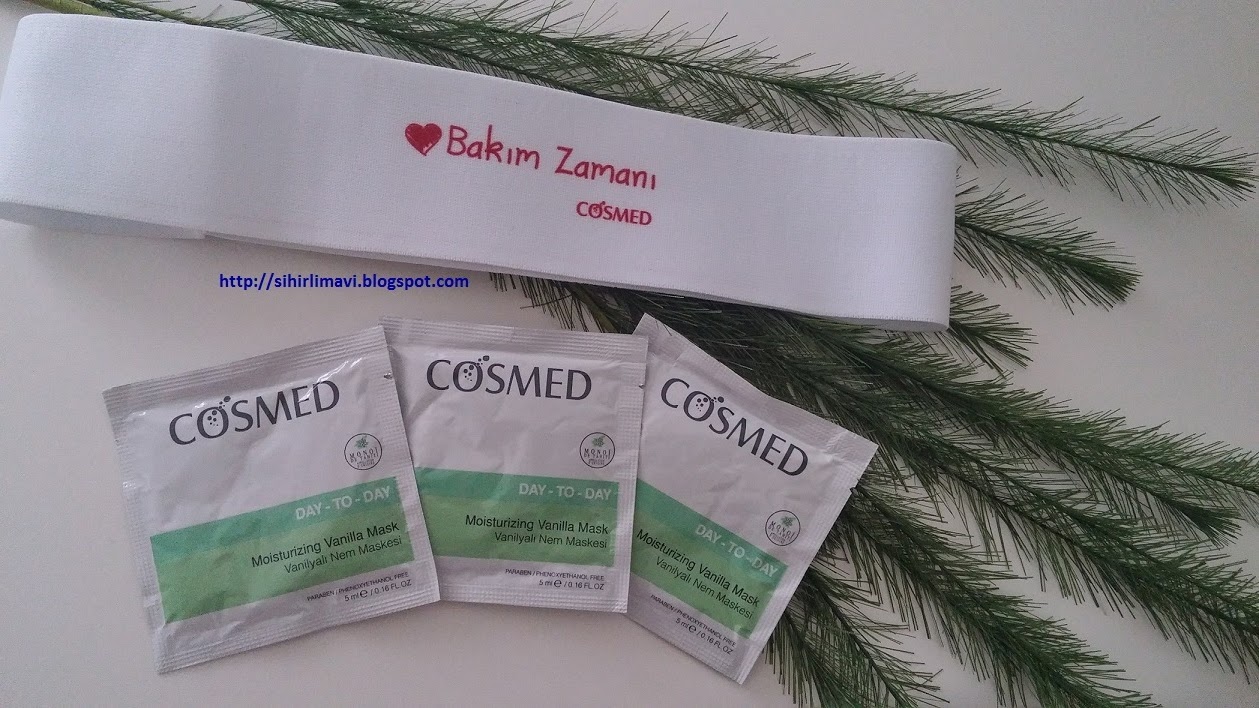 Bakım Zamanı
COSMED
http://sihirlimavi.blogspot.com
COSMED
DAY - TO - DAY
Moisturizing Vanilla Mask
Vanilyalı Nem Maskesi
PARABEN / PHENOXYETHANOL FREE
5 ml e / 0.16 FL OZ
COSMED
DAY - TO - DAY
Moisturizing Vanilla Mask
Vanilyalı Nem Maskesi
PARABEN / PHENOXYETHANOL FREE
5 ml e / 0.16 FL.OZ
COSMED
DAY - TO - DAY
Moisturizing Vanilla Mask
Vanilyalı Nem Maskesi
PARABEN / PHENOXYETHANOL FREE
5 ml e / 0.16 FL.OZ